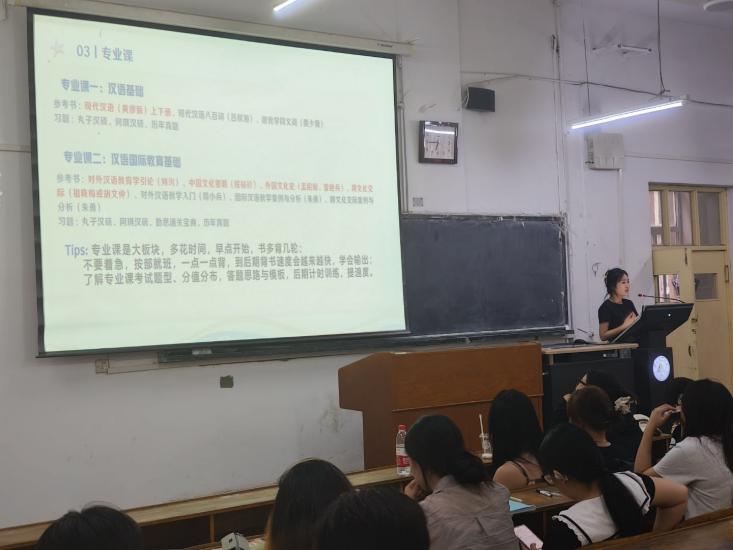 03 | 专业课
专业课一：汉语基础
参考书：现代汉语（黄廖版）上下册，现代汉语八百词（吕叔湘），跟我学语文遇（娄夕霞）
习题：丸子汉硕，阿琪汉硕，历年真题
专业课二：汉语国际教育基础
参考书：对外汉语教育学引论（刘珣），中国文化要略（程裕祯），外国文化史（孟昭毅、曾艳兵），跨文化交
际（祖晓梅或胡文仲），对外汉语教学入门（周小兵），国际汉语教学案例与分析（朱勇），跨文化交际案例与
分析（朱勇）
习题：丸子汉硕，阿琪汉硕，勤思通关宝典，历年真题
Tips: 专业课是大板块，多花时间，早点开始，书多背几轮；
不要着急，按部就班，一点一点背，到后期背书速度会越来越快，学会输出；
了解专业课考试题型、分值分布，答题思路与模板，后期计时训练，提速度。